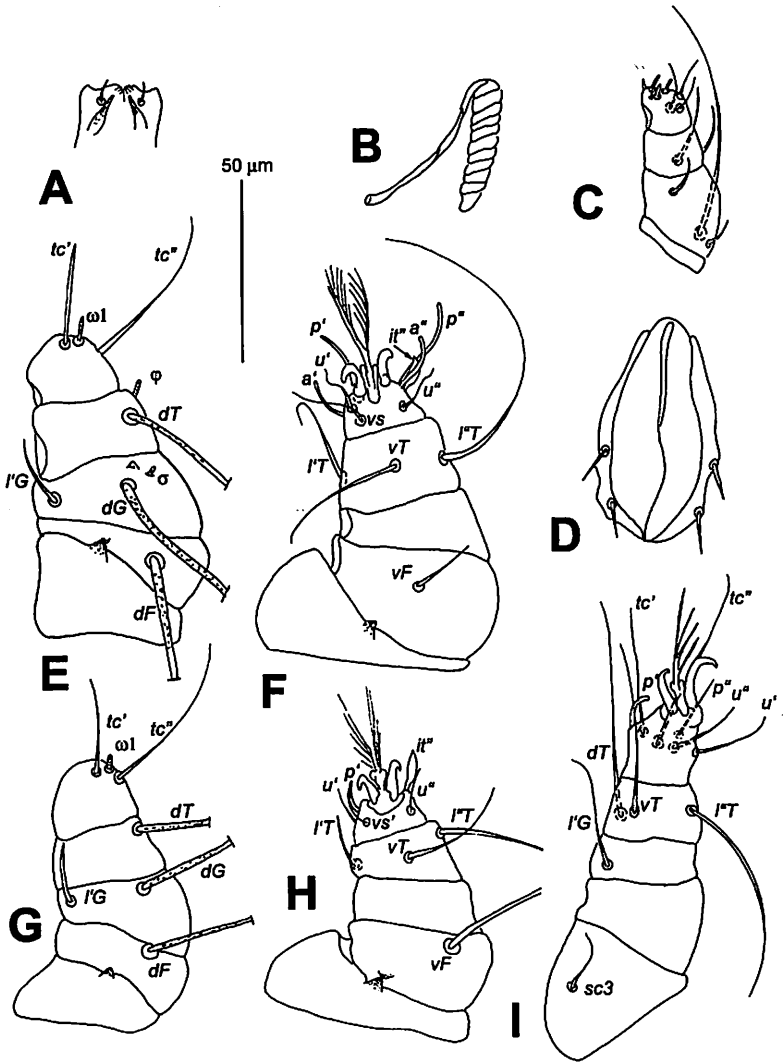 A
B
50 µm
C
tc' tc"
ω1
φ
dT
l'G
σ
dG
dF
E
p' it" a" p"
u'
a' u"
vs
l'T vT l"T
vF
F
D
tc' tc"
ω1
dT
dG
l'G
dF
G
it"
p'
u' u"
vs'
l'T l"T
vT
vF
H
tc' tc"
p' p"
u" u'
dT
vT l"T
l'G
sc3
I